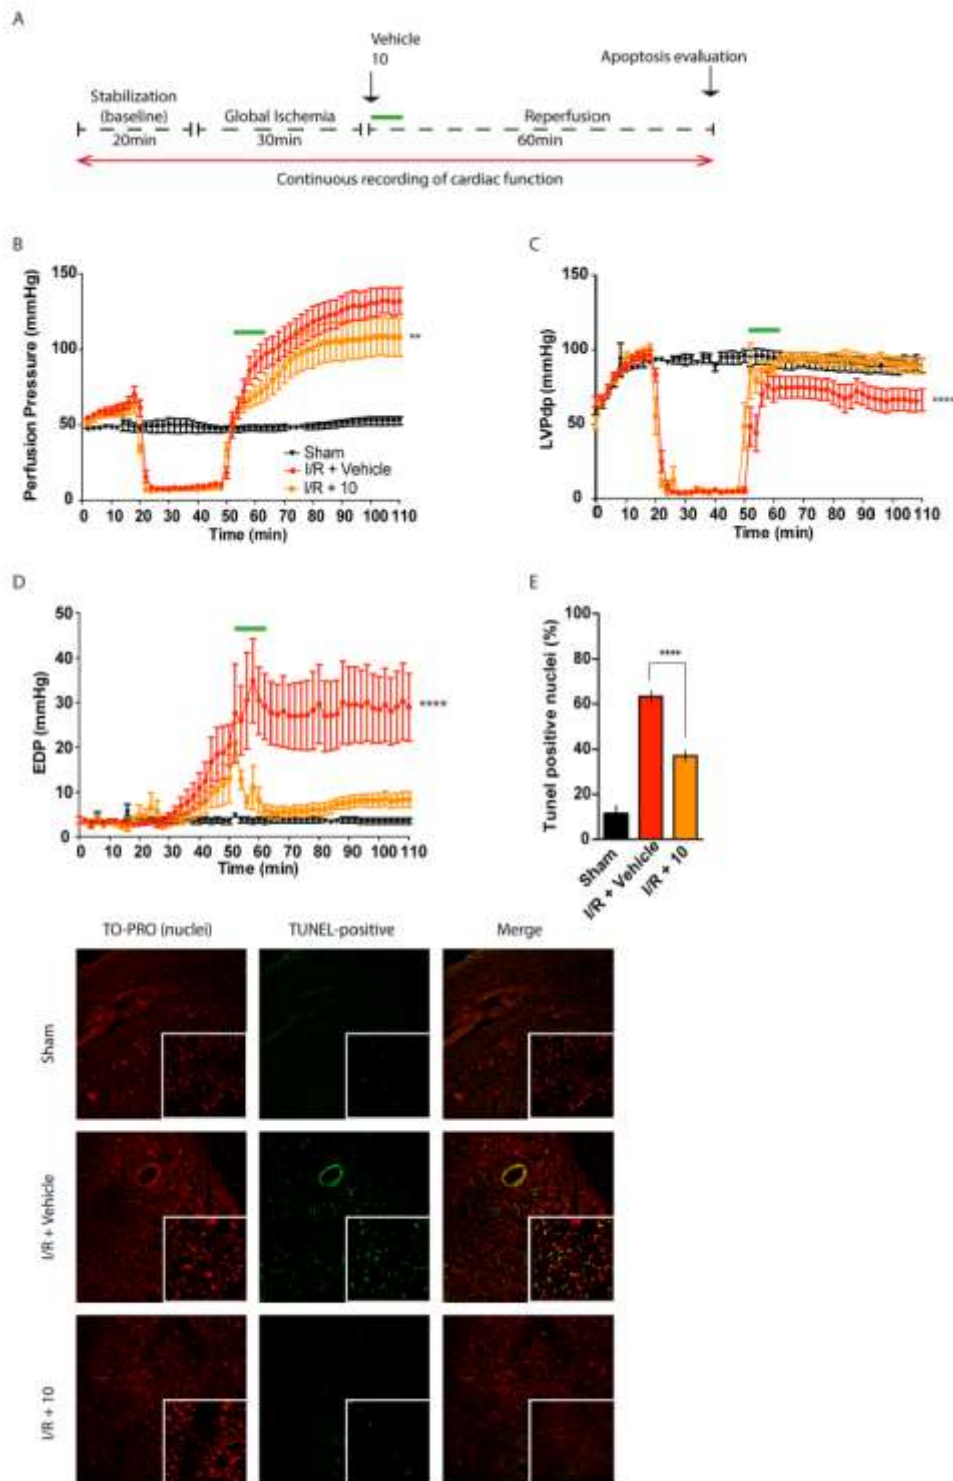 A
Vehicle
10
Apoptosis evaluation
Stabilization
(baseline)
Global Ischemia
Reperfusion
20min
30min
60min
Continuous recording of cardiac function
B
Perfusion Pressure (mmHg)
150
100
50
0
Sham
I/R + Vehicle
I/R + 10
**
0 10 20 30 40 50 60 70 80 90 100 110
Time (min)
C
LVPdp (mmHg)
150
100
50
0
****
0 10 20 30 40 50 60 70 80 90 100 110
Time (min)
D
EDP (mmHg)
50
40
30
20
10
0
****
0 10 20 30 40 50 60 70 80 90 100 110
Time (min)
E
Tunel positive nuclei (%)
100
80
60
40
20
0
****
Sham
I/R + Vehicle
I/R + 10
TO-PRO (nuclei) TUNEL-positive Merge
Sham
I/R + Vehicle
I/R + 10